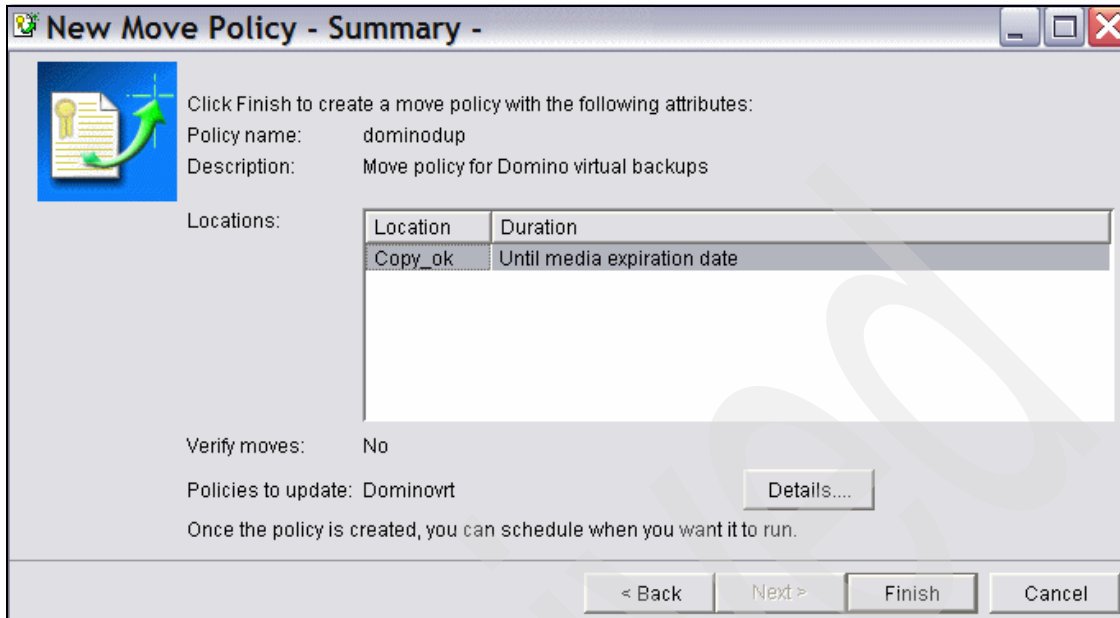 New Move Policy - Summary -
Click Finish to create a move policy with the following attributes:
Policy name: dominodup
Description: Move policy for Domino virtual backups
Locations:
Location Duration
Copy_ok Until media expiration date
Verify moves: No
Policies to update: Dominovrt Details....
Once the policy is created, you can schedule when you want it to run.
< Back Next > Finish Cancel